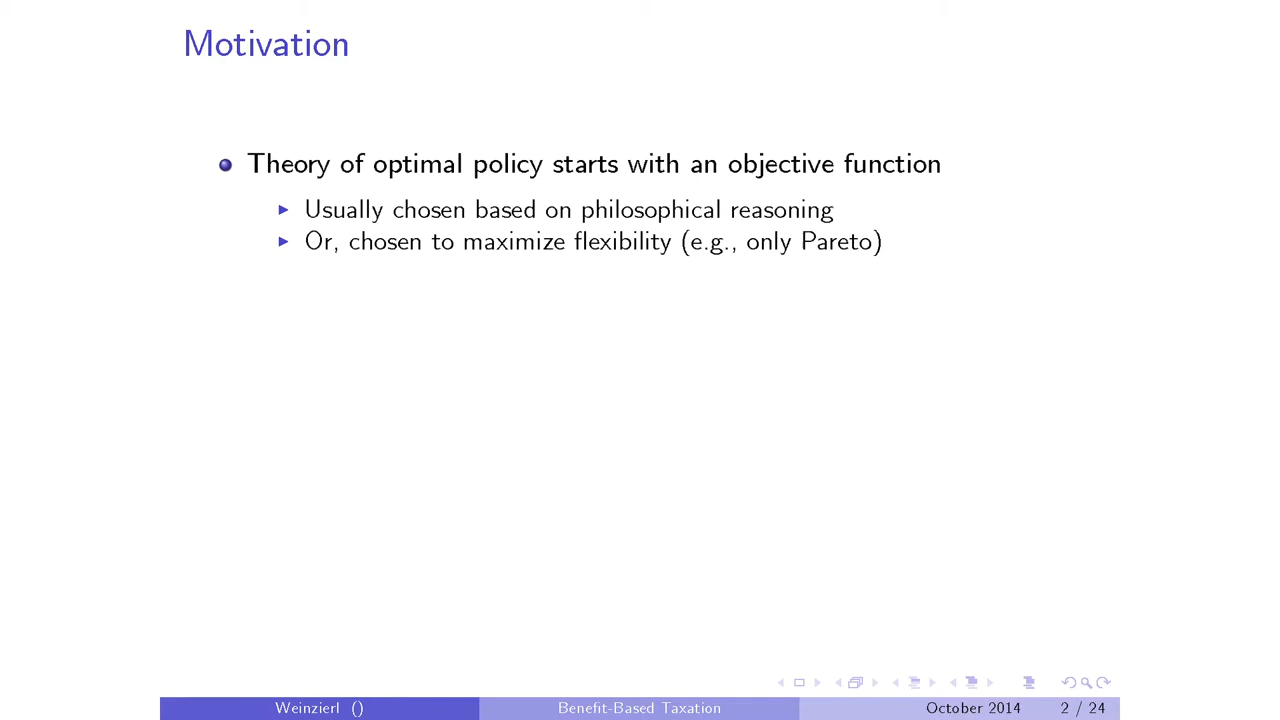 Motivation
Theory of optimal policy starts with an objective function
Usually chosen based on philosophical reasoning
Or, chosen to maximize flexibility (e.g., only Pareto)
Weinzierl () Benefit-Based Taxation October 2014 2 / 24